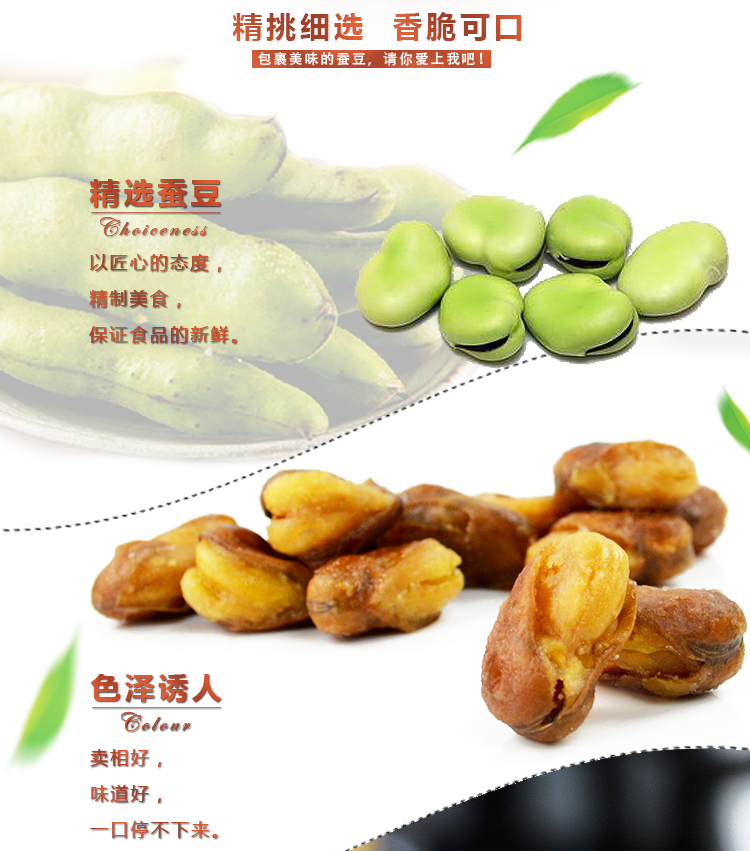 精挑细选 香脆可口
包裹美味的蚕豆，请你爱上我吧！
精选蚕豆
Choiceness
以匠心的态度，
精制美食，
保证食品的新鲜。
色泽诱人
Colour
卖相好，
味道好，
一口停不下来。